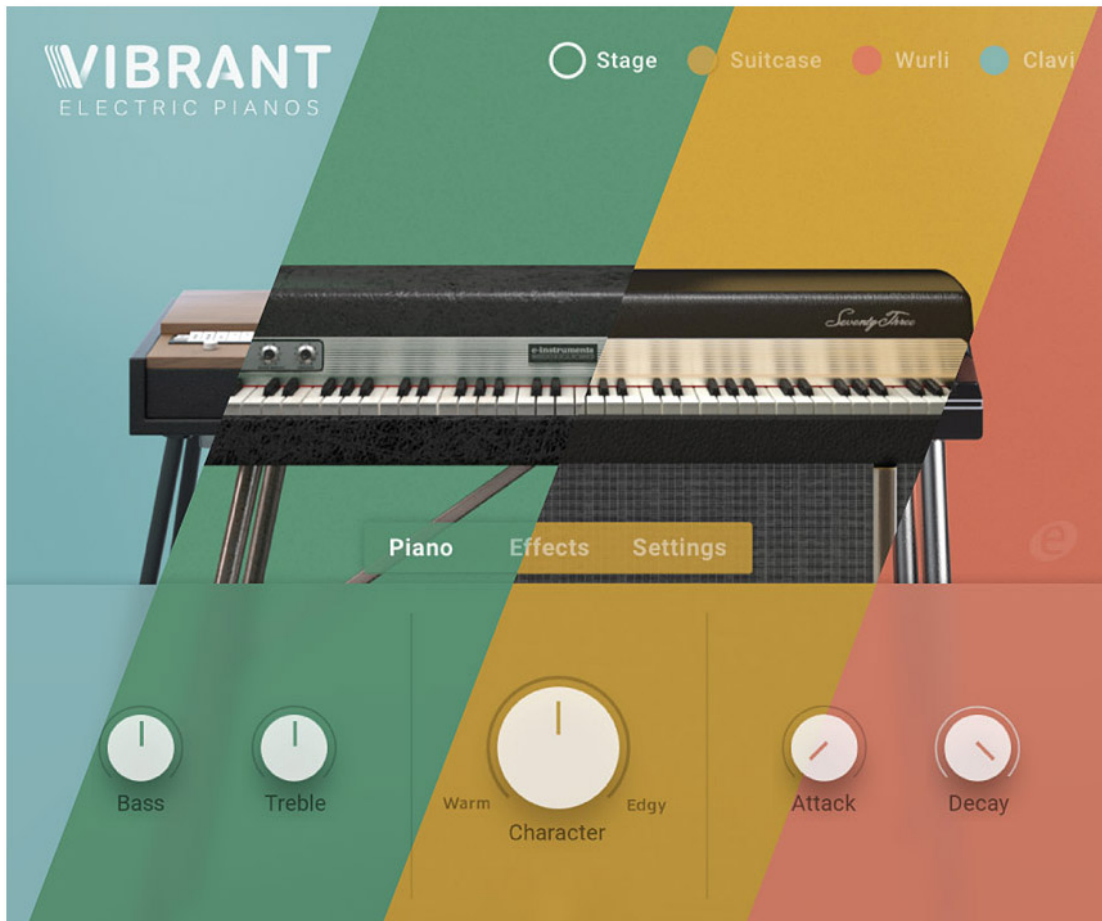 VIBRANT
ELECTRIC PIANOS
Stage Suitcase Wurli Clavi
Seventy Three
e-instruments
Piano Effects Settings
Bass Treble Warm Character Edgy Attack Decay